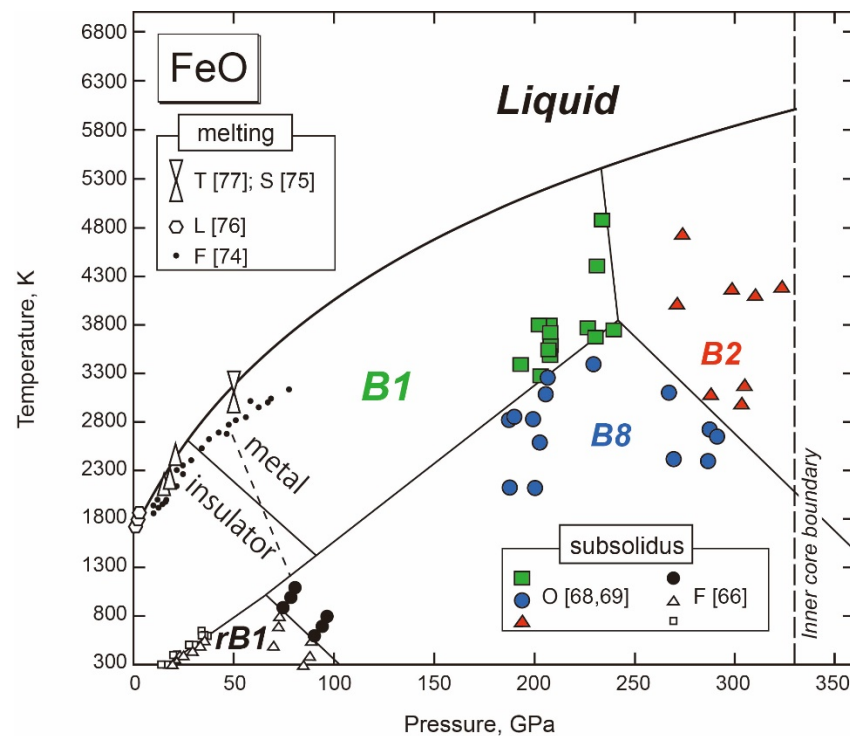 FeO
Liquid
melting
T [77]; S [75]
L [76]
F [74]
B1
B2
B8
metal
insulator
rB1
subsolidus
O [68,69]
F [66]
Inner core boundary
Temperature, K
6800
6300
5800
5300
4800
4300
3800
3300
2800
2300
1800
1300
800
300
0
50
100
150
200
250
300
350
Pressure, GPa